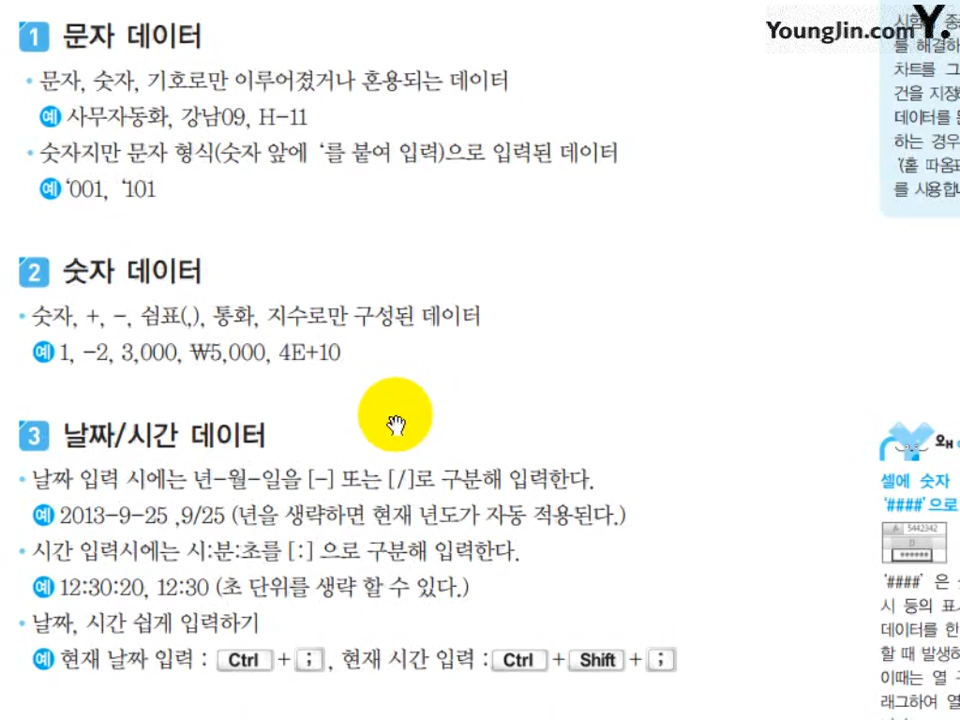 1 문자 데이터
YoungJin.com Y.
• 문자, 숫자, 기호로만 이루어졌거나 혼용되는 데이터
예 사무자동화, 강남09, H-11
• 숫자지만 문자 형식(숫자 앞에 ‘를 붙여 입력)으로 입력된 데이터
예 ‘001, ‘101
를 해결하
차트를 그
건을 지정
데이터를
하는 경우
를 사용합
2 숫자 데이터
• 숫자, +, -, 쉼표(,), 통화, 지수로만 구성된 데이터
예 1, -2, 3,000, ₩5,000, 4E+10
3 날짜/시간 데이터
• 날짜 입력 시에는 년-월-일을 [-] 또는 [/]로 구분해 입력한다.
예 2013-9-25 ,9/25 (년을 생략하면 현재 년도가 자동 적용된다.)
• 시간 입력시에는 시:분:초를 [:] 으로 구분해 입력한다.
예 12:30:20, 12:30 (초 단위를 생략 할 수 있다.)
• 날짜, 시간 쉽게 입력하기
예 현재 날짜 입력 : Ctrl + ; , 현재 시간 입력 : Ctrl + Shift + ;
왜
셀에 숫자
‘####’으로
A 5442342
D
######
‘####’ 은
시 등의 표시
데이터를 한
할 때 발생하
이때는 열
래그하여 열